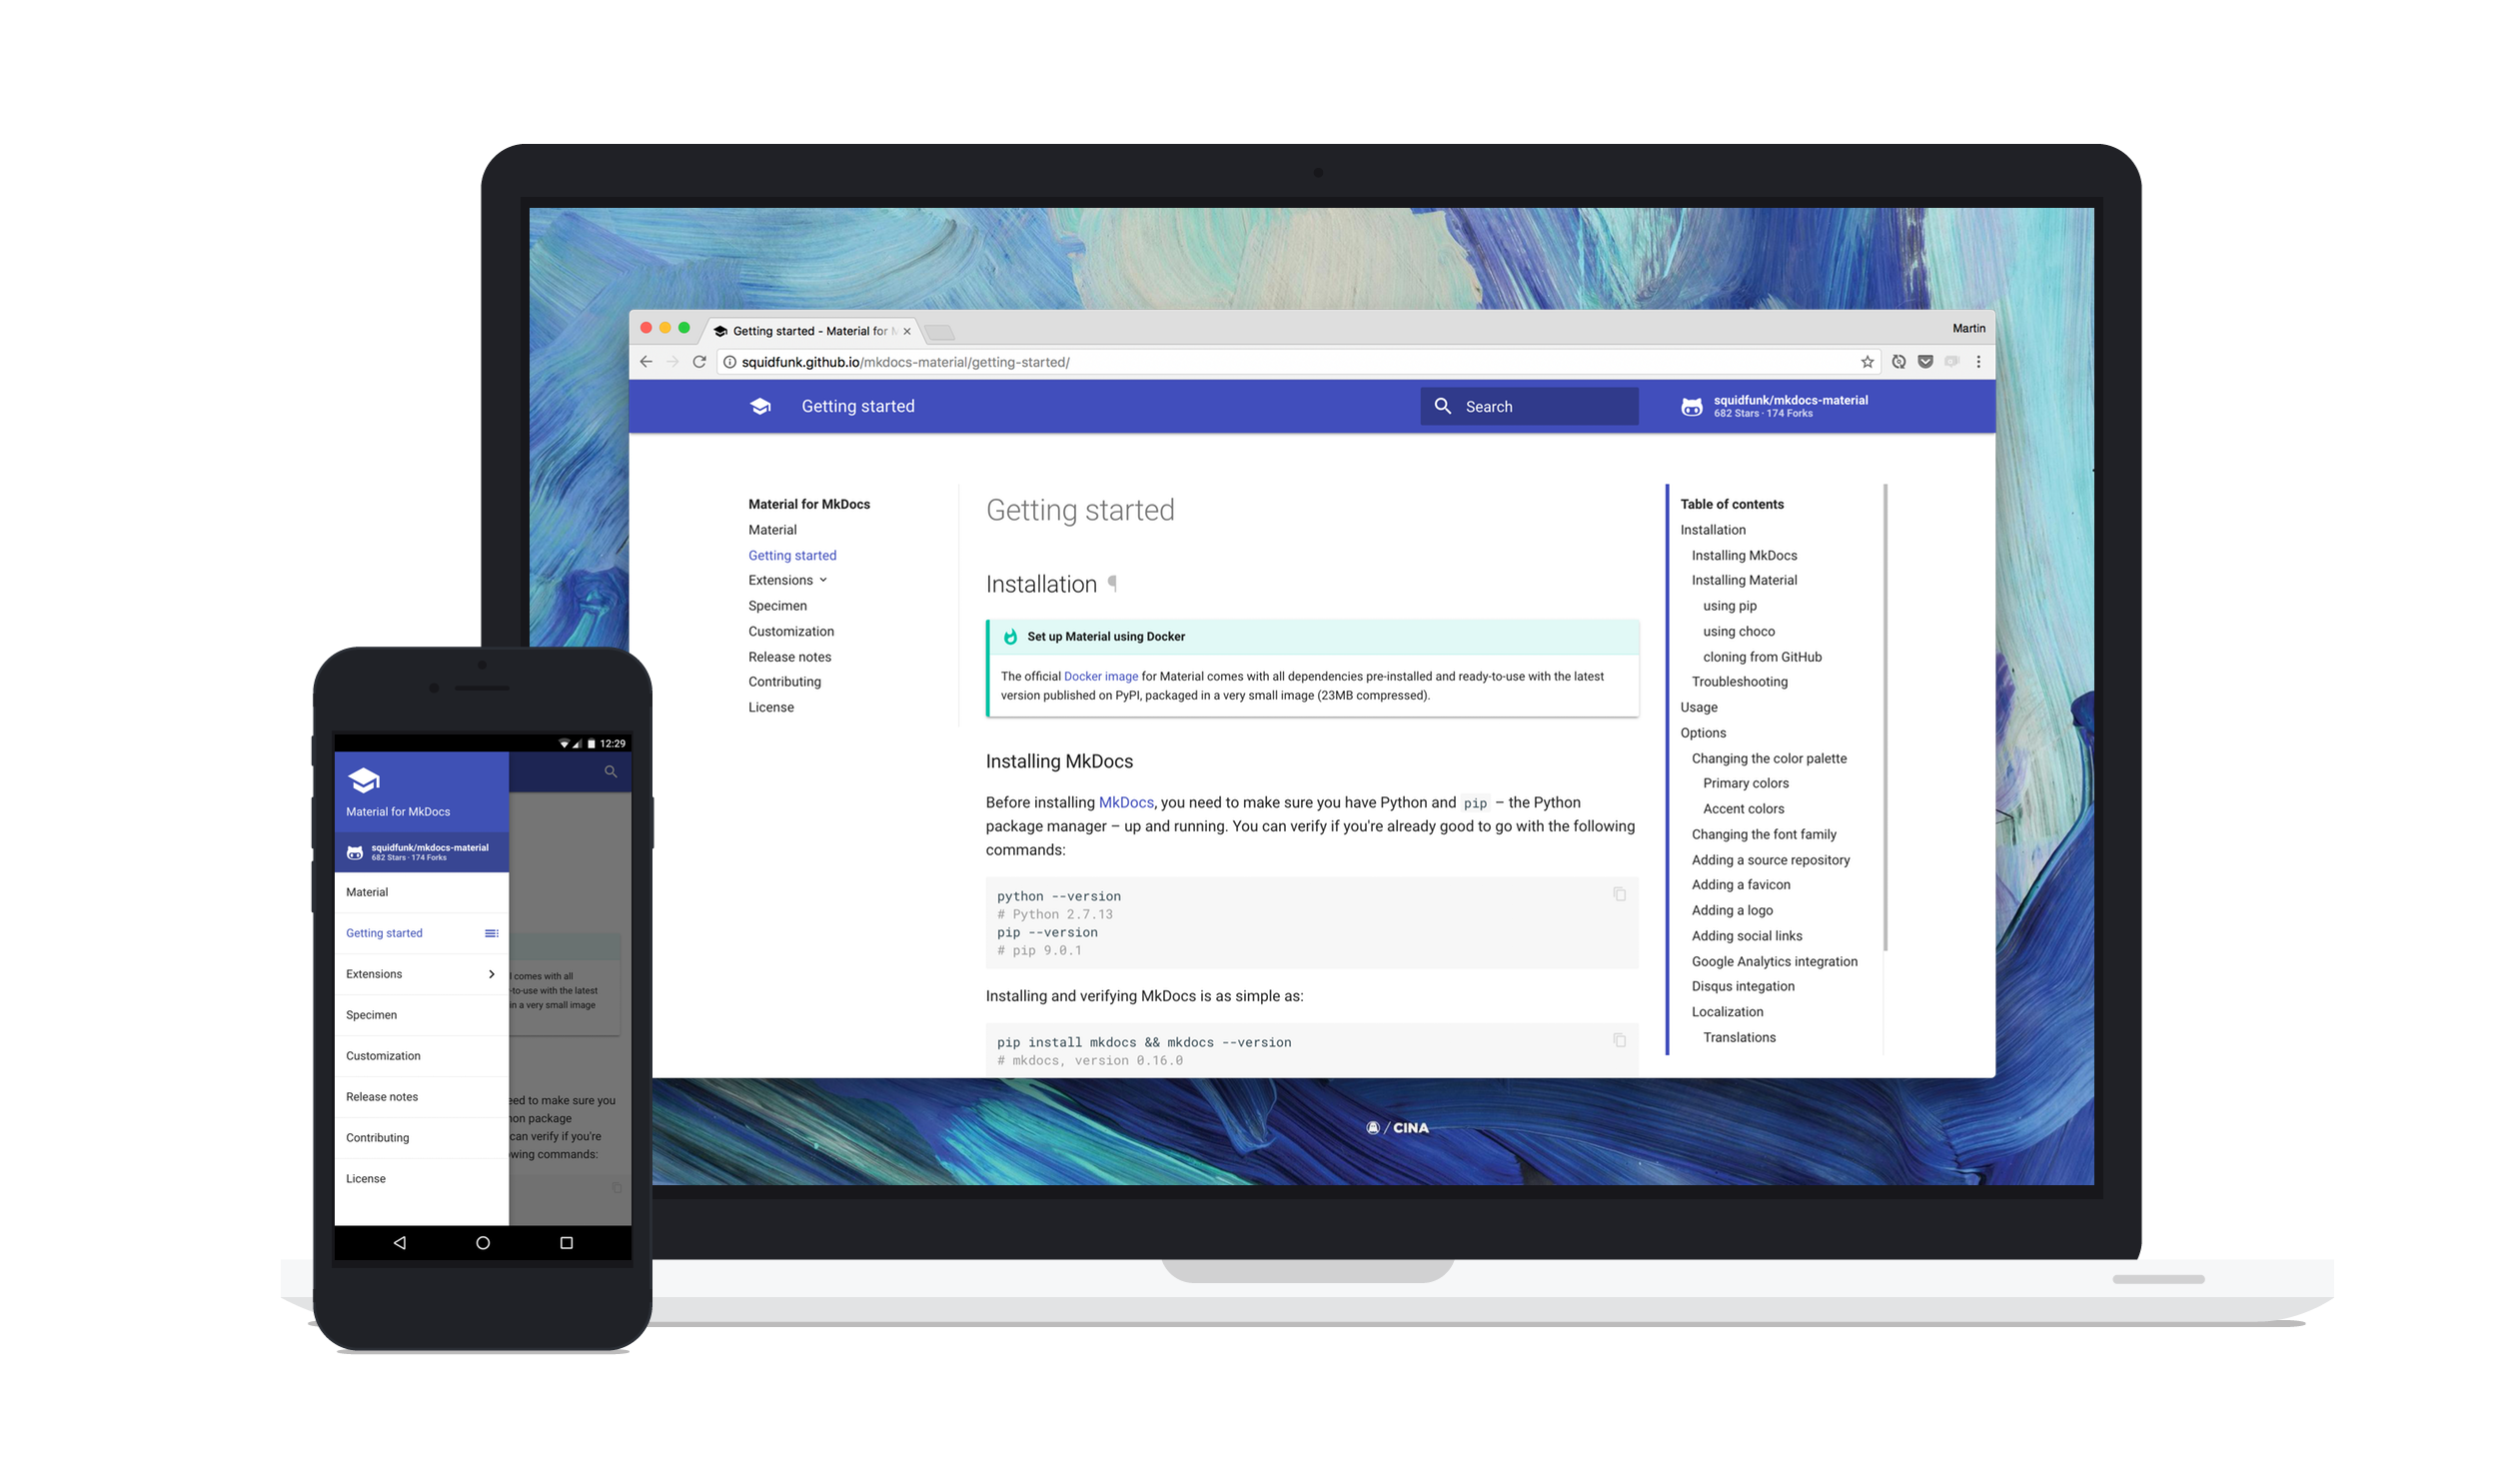 Getting started - Material for
Martin
squidfunk.github.io/mkdocs-material/getting-started/
Getting started
Search
squidfunk/mkdocs-material
682 Stars · 174 Forks
Material for MkDocs
Material
Getting started
Extensions
Specimen
Customization
Release notes
Contributing
License
Getting started
Installation ¶
Set up Material using Docker
The official Docker image for Material comes with all dependencies pre-installed and ready-to-use with the latest
version published on PyPI, packaged in a very small image (23MB compressed).
Installing MkDocs
Before installing MkDocs, you need to make sure you have Python and pip – the Python
package manager – up and running. You can verify if you're already good to go with the following
commands:
python --version
# Python 2.7.13
pip --version
# pip 9.0.1
Installing and verifying MkDocs is as simple as:
pip install mkdocs && mkdocs --version
# mkdocs, version 0.16.0
Table of contents
Installation
Installing MkDocs
Installing Material
using pip
using choco
cloning from GitHub
Troubleshooting
Usage
Options
Changing the color palette
Primary colors
Accent colors
Changing the font family
Adding a source repository
Adding a favicon
Adding a logo
Adding social links
Google Analytics integration
Disqus integation
Localization
Translations
/ CINA
12:29
Material for MkDocs
squidfunk/mkdocs-material
682 Stars · 174 Forks
Material
Getting started
Extensions
Specimen
Customization
Release notes
Contributing
License
comes with all
-to-use with the latest
in a very small image
eed to make sure you
hon package
can verify if you're
owing commands: